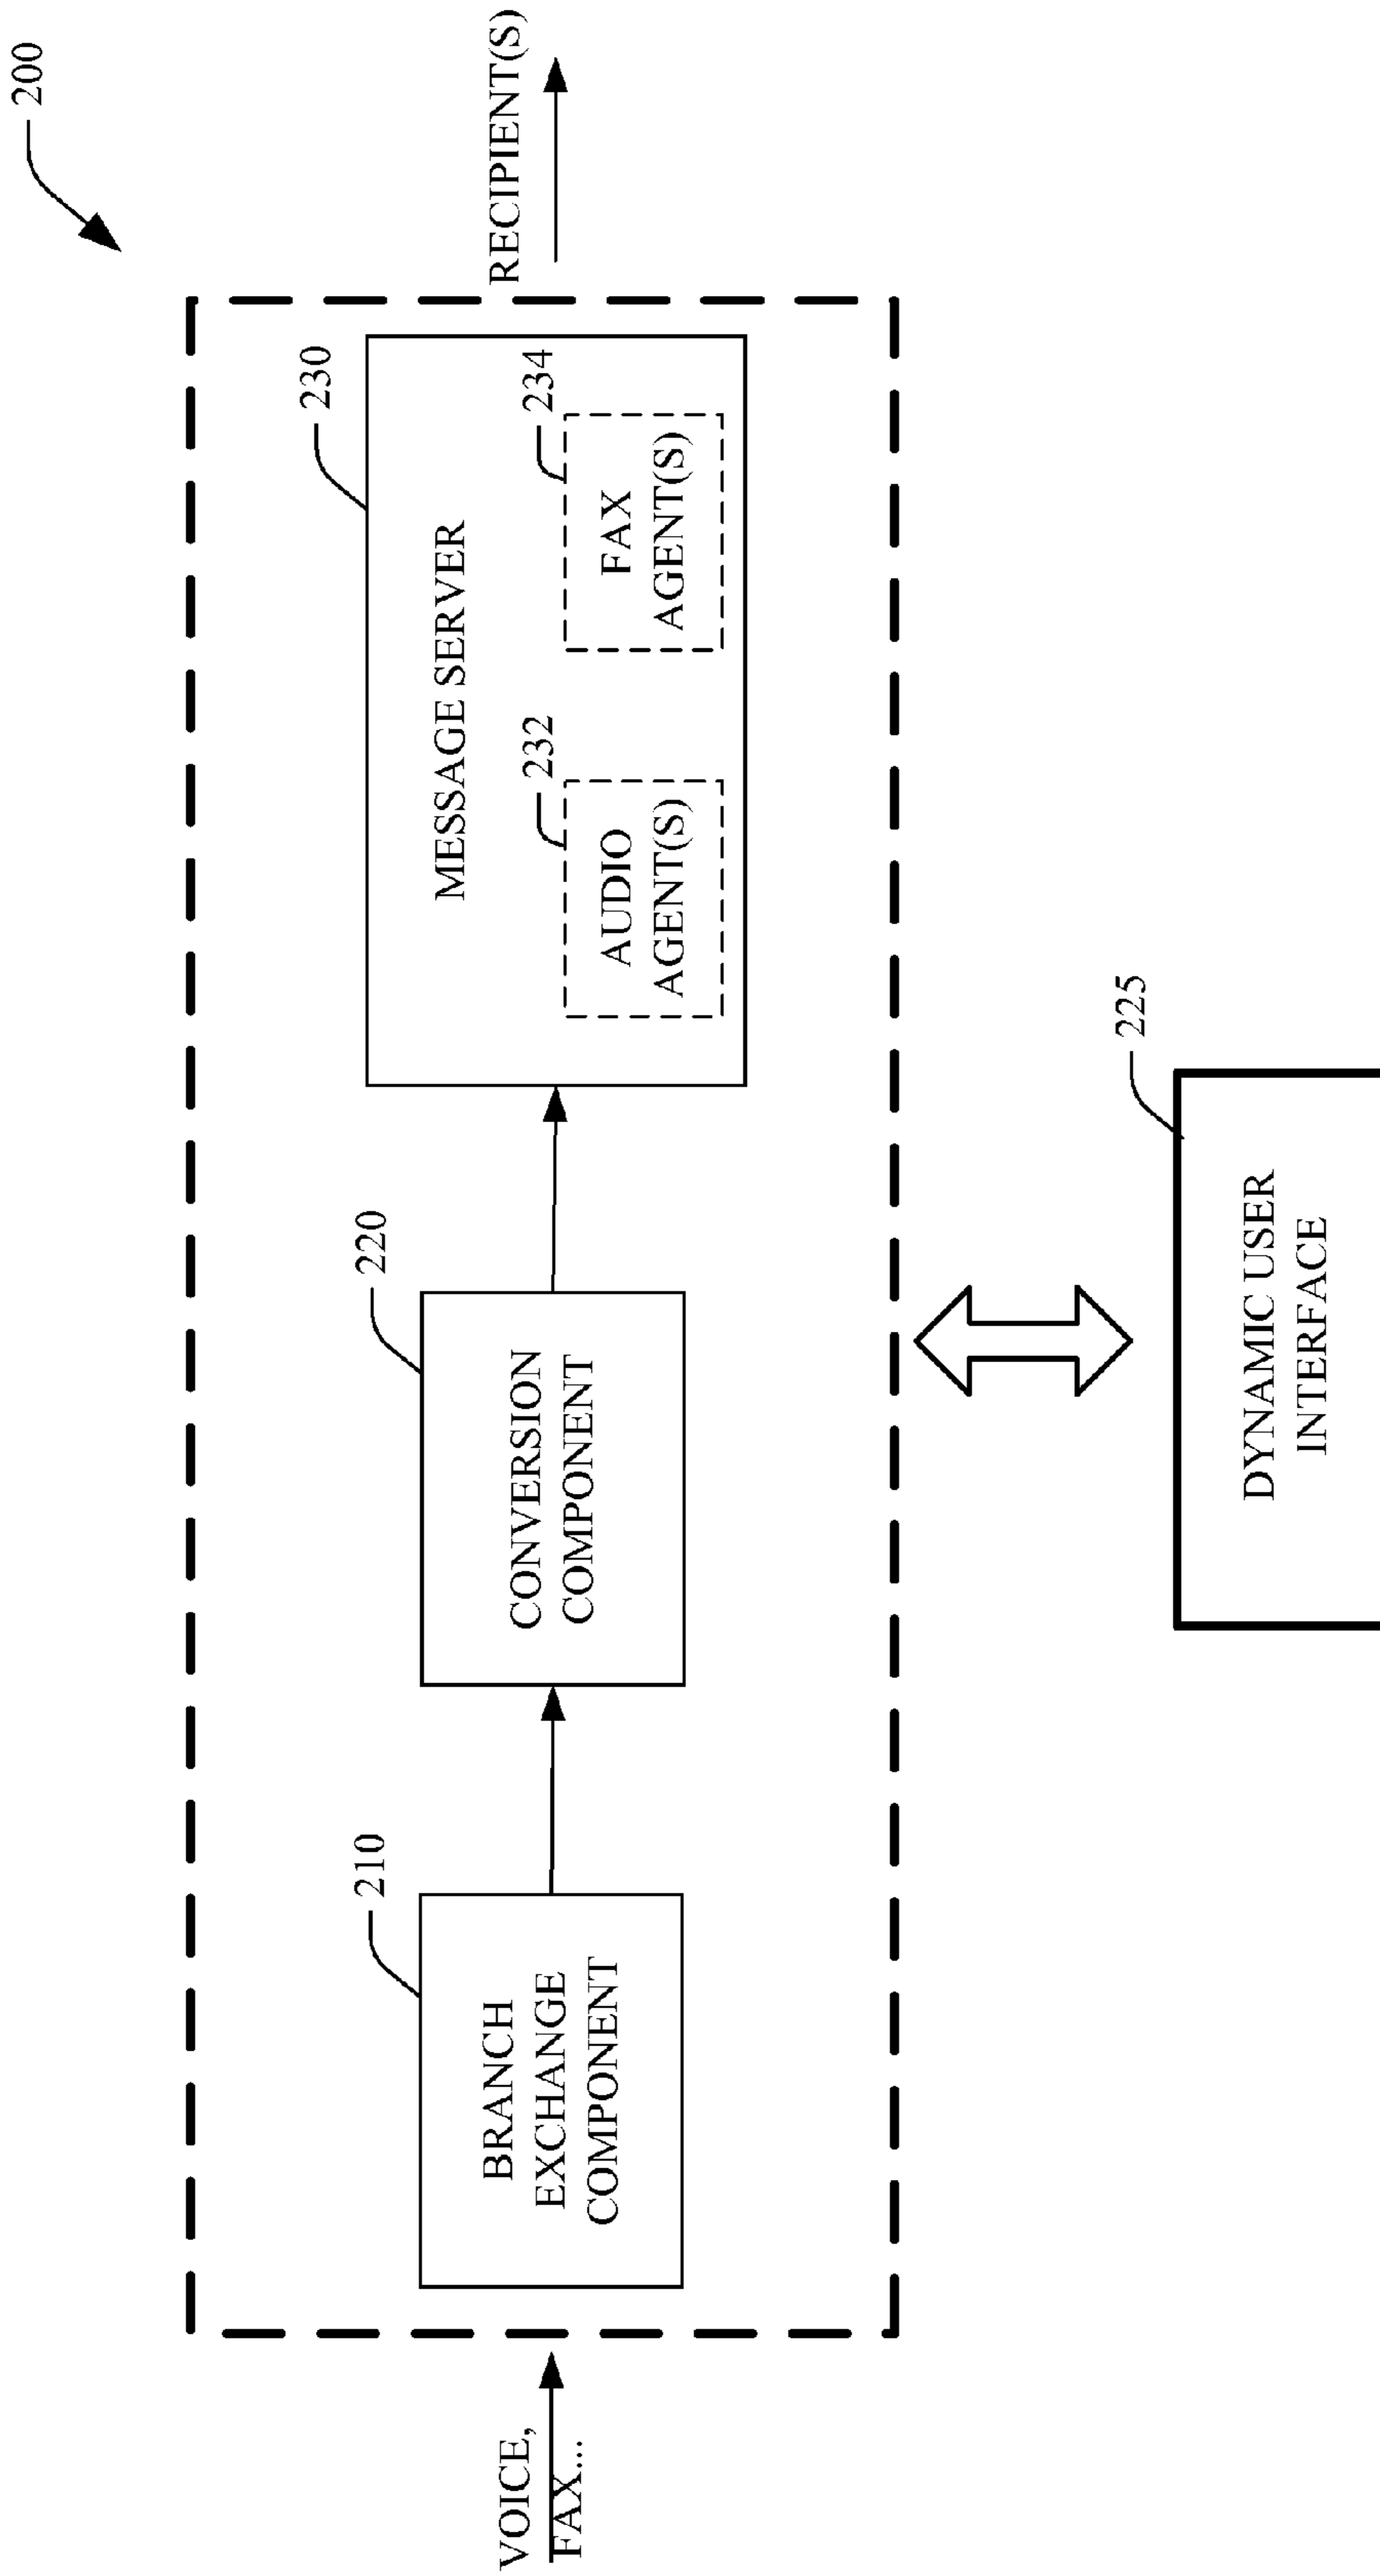 200
VOICE,
FAX...
210
BRANCH
EXCHANGE
COMPONENT
220
CONVERSION
COMPONENT
230
MESSAGE SERVER
232
AUDIO
AGENT(S)
234
FAX
AGENT(S)
RECIPIENT(S)
225
DYNAMIC USER
INTERFACE